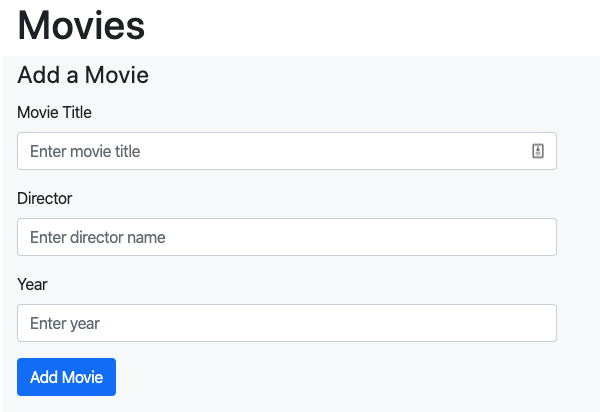 Movies
Add a Movie
Movie Title
Enter movie title
Director
Enter director name
Year
Enter year
Add Movie